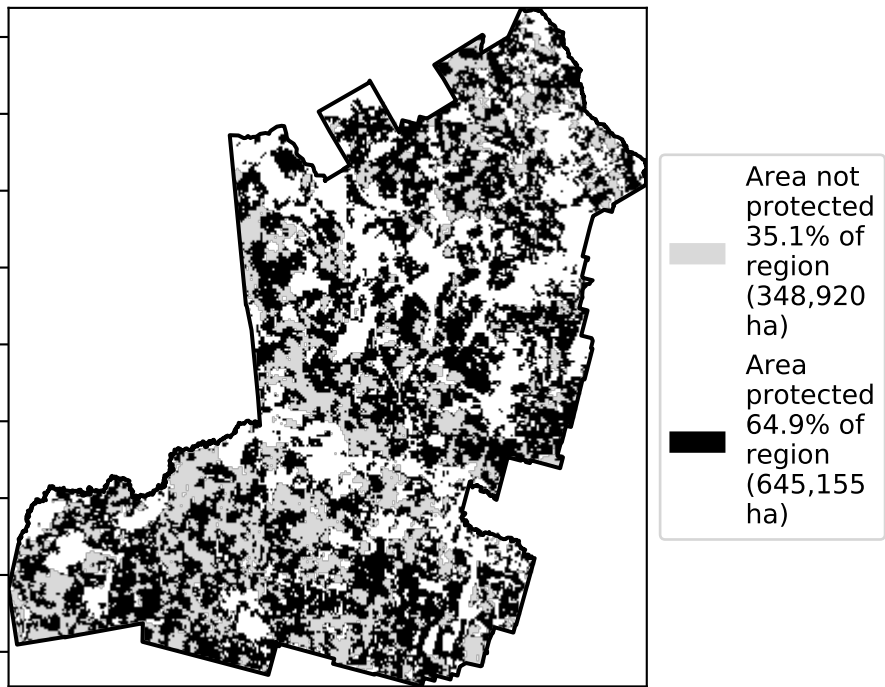 Area not
protected
35.1% of
region
(348,920
ha)
Area
protected
64.9% of
region
(645,155
ha)